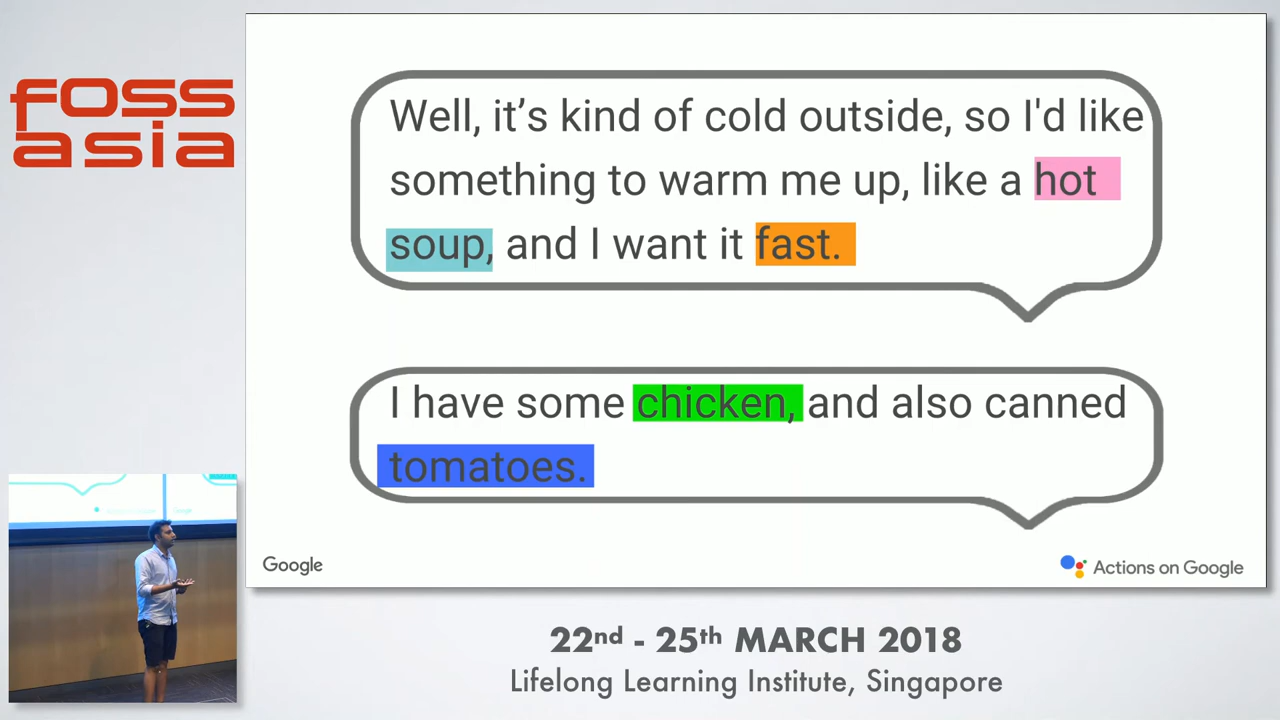 foss
asia
Well, it’s kind of cold outside, so I'd like
something to warm me up, like a hot
soup, and I want it fast.
I have some chicken, and also canned
tomatoes.
Google
Actions on Google
22nd - 25th MARCH 2018
Lifelong Learning Institute, Singapore